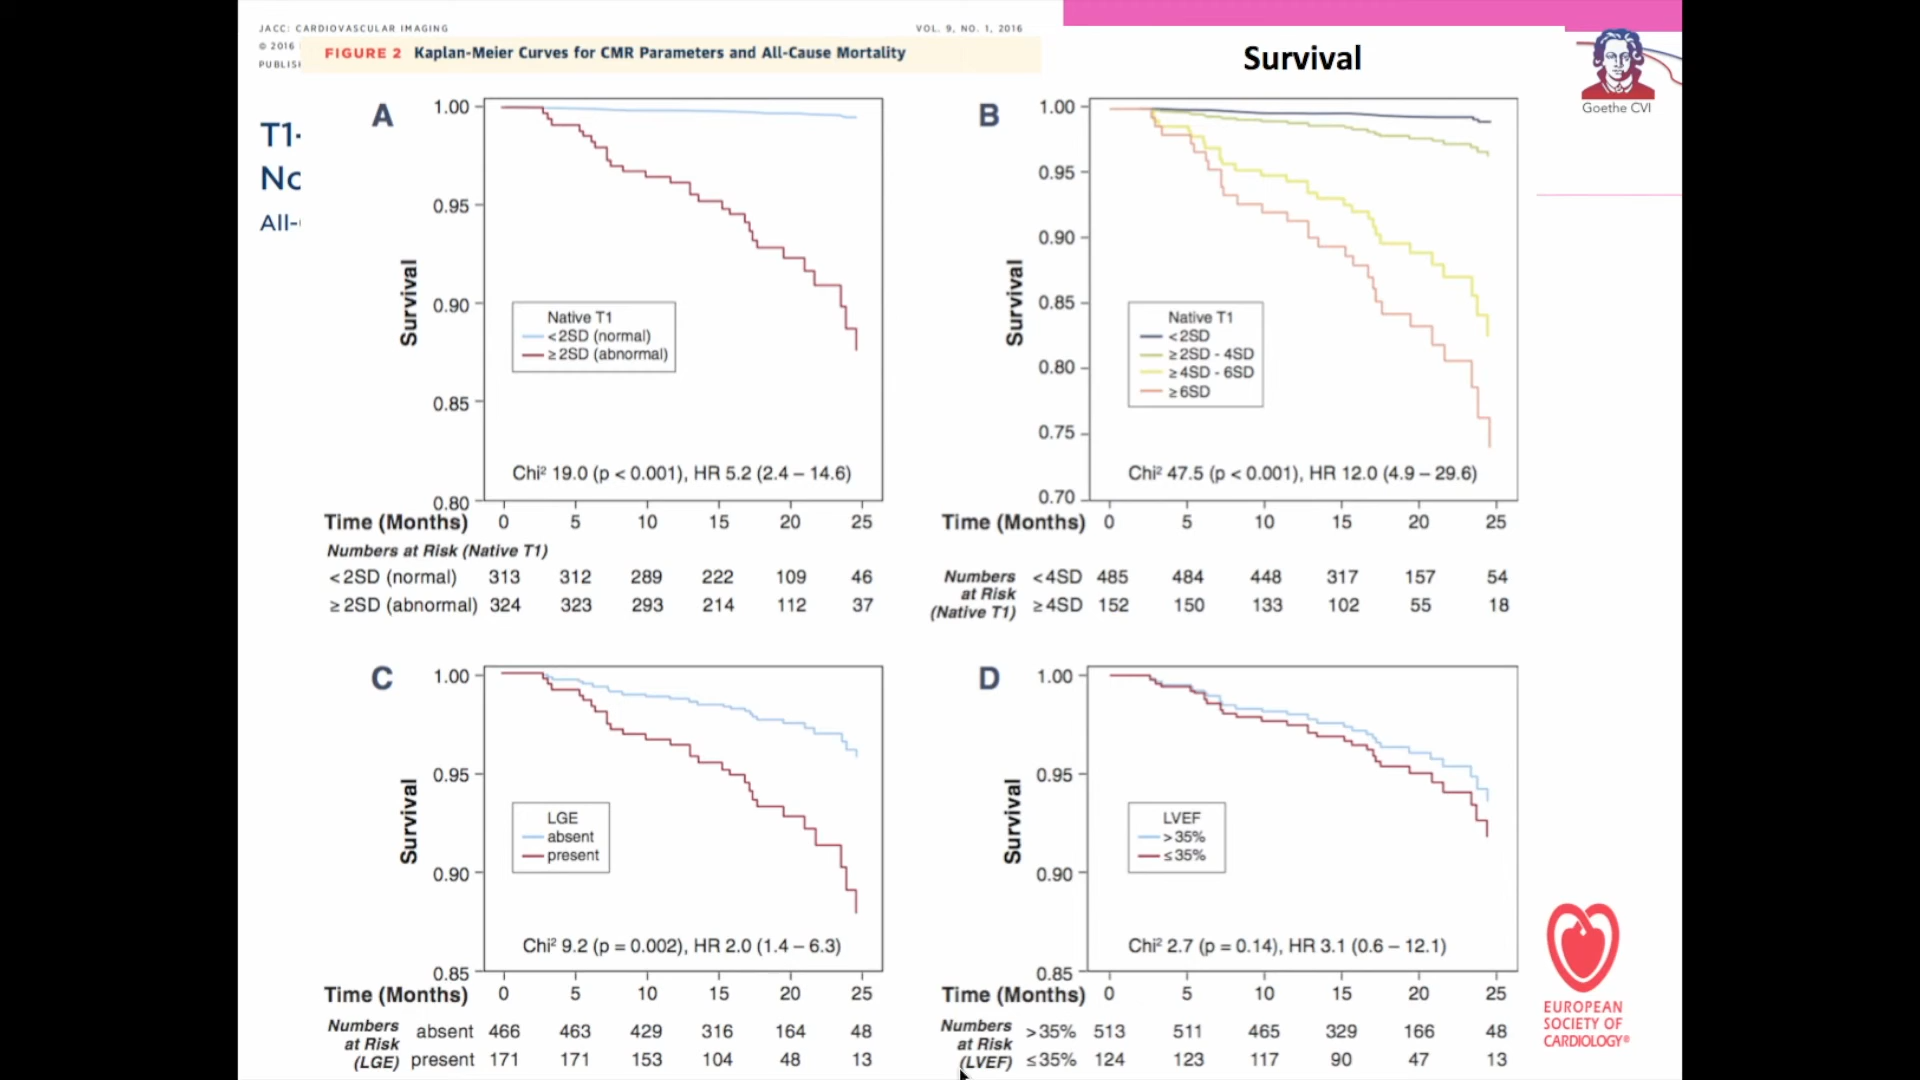 JACC: CARDIOVASCULAR IMAGING
VOL. 9, NO. 1, 2016
© 2016
FIGURE 2 Kaplan-Meier Curves for CMR Parameters and All-Cause Mortality
Survival
Goethe CVI
T1-
All-
A
1.00
0.95
0.90
0.85
0.80
Survival
Native T1
<2SD (normal)
≥2SD (abnormal)
Chi² 19.0 (p < 0.001), HR 5.2 (2.4 – 14.6)
Time (Months) 0 5 10 15 20 25
Numbers at Risk (Native T1)
<2SD (normal) 313 312 289 222 109 46
≥2SD (abnormal) 324 323 293 214 112 37
B
1.00
0.95
0.90
0.85
0.80
0.75
0.70
Survival
Native T1
<2SD
≥2SD - 4SD
≥4SD - 6SD
≥6SD
Chi² 47.5 (p < 0.001), HR 12.0 (4.9 – 29.6)
Time (Months) 0 5 10 15 20 25
Numbers at Risk (Native T1)
<4SD 485 484 448 317 157 54
≥4SD 152 150 133 102 55 18
C
1.00
0.95
0.90
0.85
Survival
LGE
absent
present
Chi² 9.2 (p = 0.002), HR 2.0 (1.4 – 6.3)
Time (Months) 0 5 10 15 20 25
Numbers at Risk (LGE)
absent 466 463 429 316 164 48
present 171 171 153 104 48 13
D
1.00
0.95
0.90
0.85
Survival
LVEF
>35%
≤35%
Chi² 2.7 (p = 0.14), HR 3.1 (0.6 – 12.1)
Time (Months) 0 5 10 15 20 25
Numbers at Risk (LVEF)
>35% 513 511 465 329 166 48
≤35% 124 123 117 90 47 13
EUROPEAN
SOCIETY OF
CARDIOLOGY®